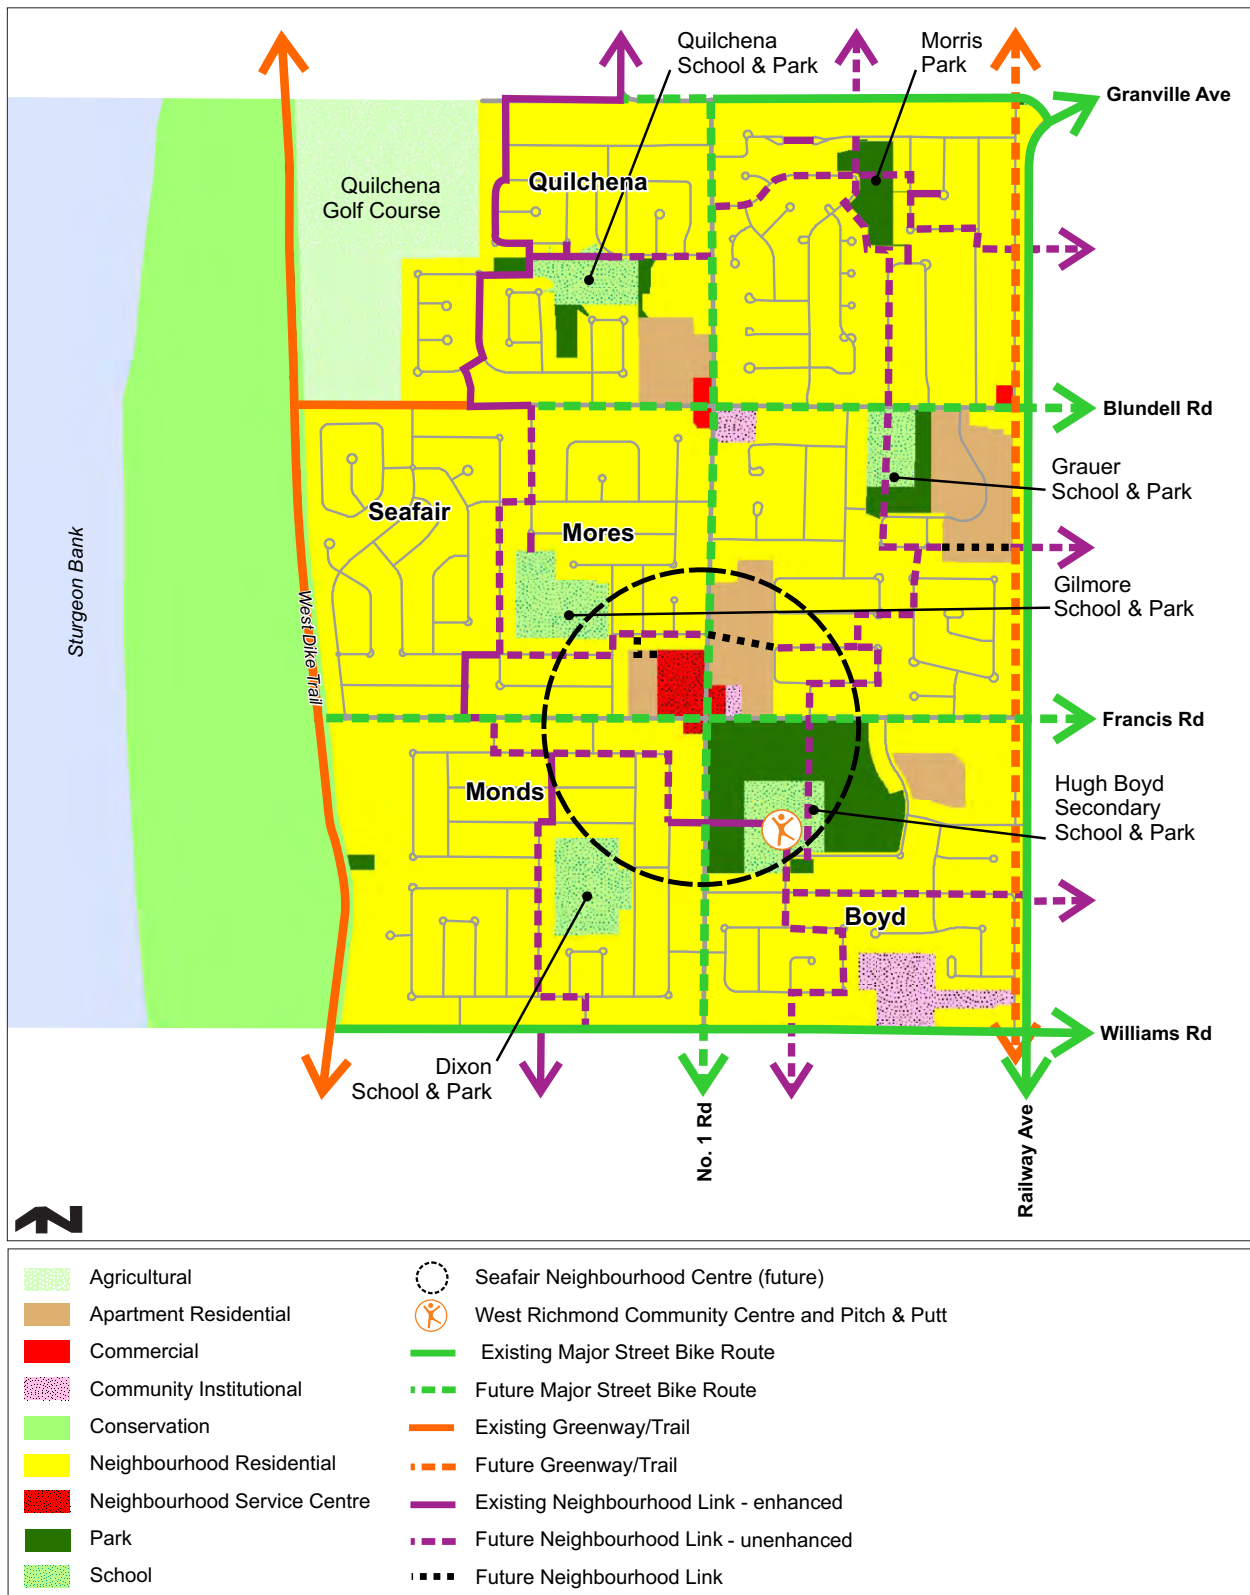 Quilchena
School & Park
Morris
Park
Granville Ave
Quilchena
Golf Course
Quilchena
Blundell Rd
Grauer
School & Park
Seafair
Mores
Sturgeon Bank
Gilmore
School & Park
West Dike Trail
Francis Rd
Monds
Hugh Boyd
Secondary
School & Park
Boyd
Williams Rd
Dixon
School & Park
No. 1 Rd
Railway Ave
N
Agricultural
Apartment Residential
Commercial
Community Institutional
Conservation
Neighbourhood Residential
Neighbourhood Service Centre
Park
School
Seafair Neighbourhood Centre (future)
West Richmond Community Centre and Pitch & Putt
Existing Major Street Bike Route
Future Major Street Bike Route
Existing Greenway/Trail
Future Greenway/Trail
Existing Neighbourhood Link - enhanced
Future Neighbourhood Link - unenhanced
Future Neighbourhood Link